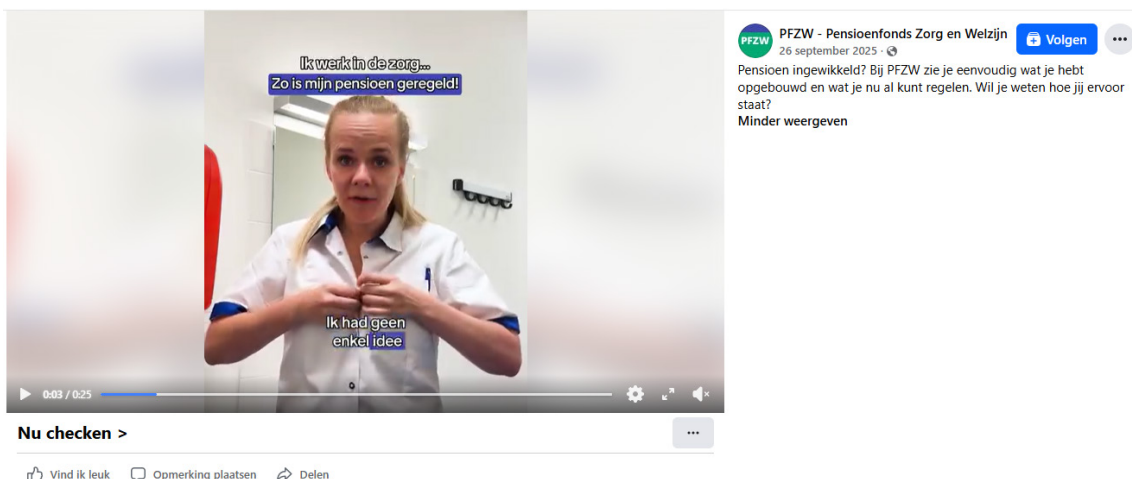 Ik werk in de zorg...
Zo is mijn pensioen geregeld!
Ik had geen
enkel idee
0:03 / 0:25
Nu checken >
Vind ik leuk
Opmerking plaatsen
Delen
PFZW
PFZW - Pensioenfonds Zorg en Welzijn
26 september 2025 ·
Volgen
Pensioen ingewikkeld? Bij PFZW zie je eenvoudig wat je hebt
opgebouwd en wat je nu al kunt regelen. Wil je weten hoe jij ervoor
staat?
Minder weergeven